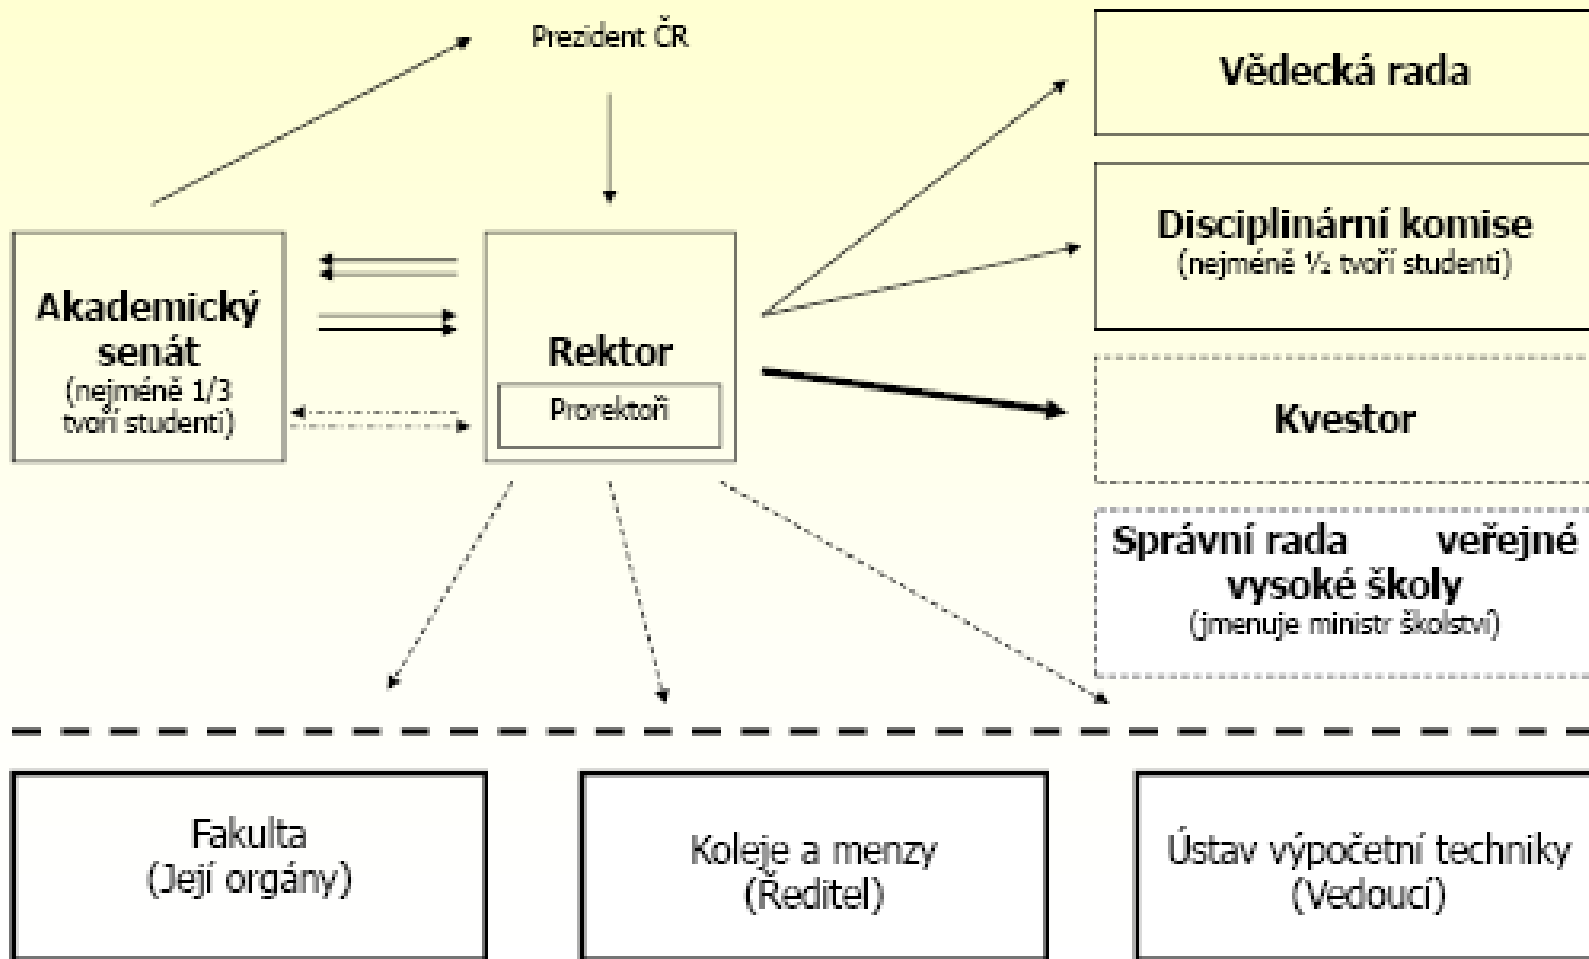 Prezident ČR
Akademický
senát
(nejméně 1/3
tvoří studenti)
Rektor
Prorektoři
Vědecká rada
Disciplinární komise
(nejméně ½ tvoří studenti)
Kvestor
Správní rada veřejné
vysoké školy
(jmenuje ministr školství)
Fakulta
(Její orgány)
Koleje a menzy
(Ředitel)
Ústav výpočetní techniky
(Vedoucí)